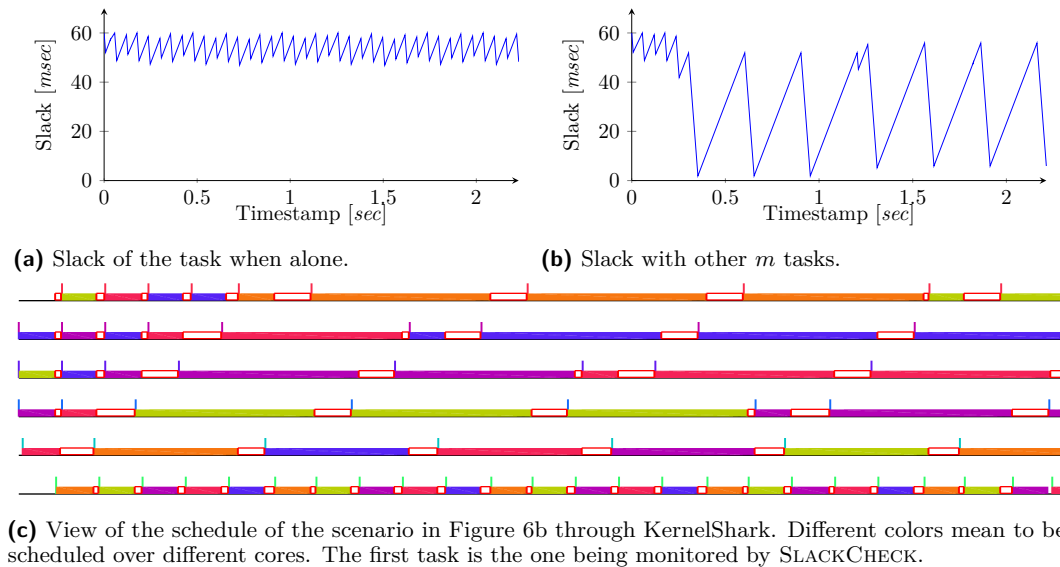 60
40
20
0
Slack [msec]
0
0.5
1
1.5
2
Timestamp [sec]
60
40
20
0
Slack [msec]
0
0.5
1
1.5
2
Timestamp [sec]
(a) Slack of the task when alone.
(b) Slack with other m tasks.
(c) View of the schedule of the scenario in Figure 6b through KernelShark. Different colors mean to be
scheduled over different cores. The first task is the one being monitored by SLACKCHECK.